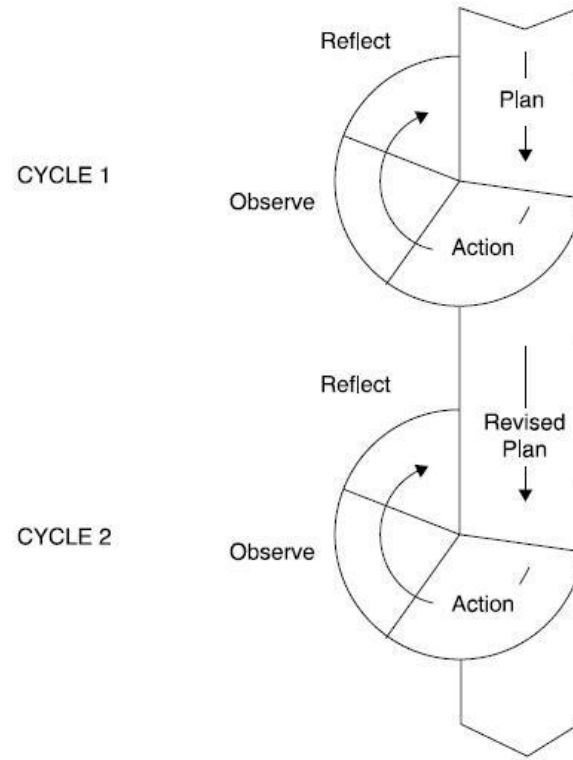 Reflect
Plan
CYCLE 1
Observe
Action
Reflect
Revised
Plan
CYCLE 2
Observe
Action